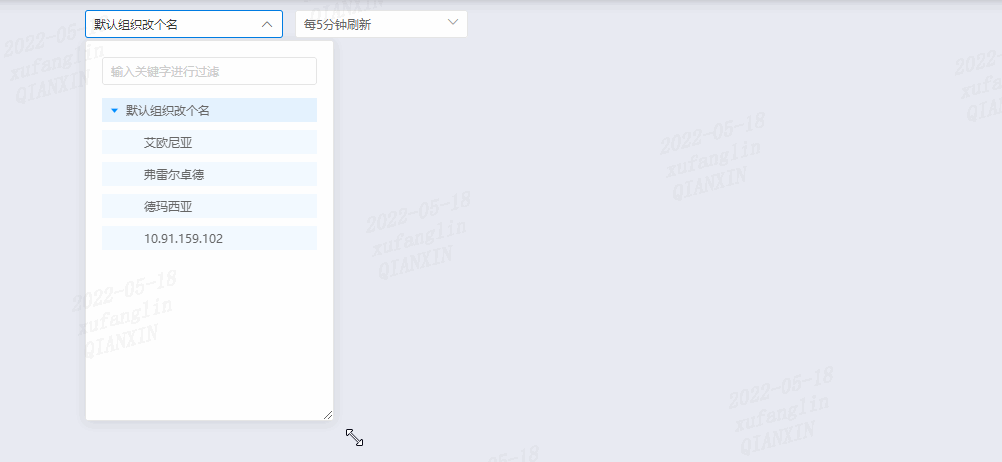 默认组织改个名
每5分钟刷新
输入关键字进行过滤
默认组织改个名
艾欧尼亚
弗雷尔卓德
德玛西亚
10.91.159.102
2022-05-18
xufanglin
QIANXIN
2022-05-18
xufanglin
QIANXIN
2022-05-18
xufanglin
QIANXIN
2022-05-18
xufanglin
QIANXIN
2022-05-18
xufanglin
QIANXIN